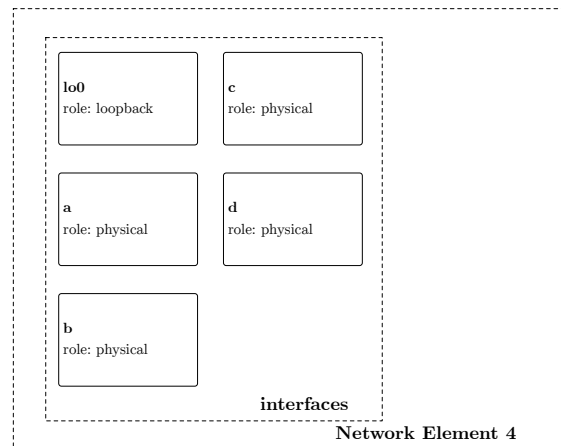 lo0
role: loopback
c
role: physical
a
role: physical
d
role: physical
b
role: physical
interfaces
Network Element 4